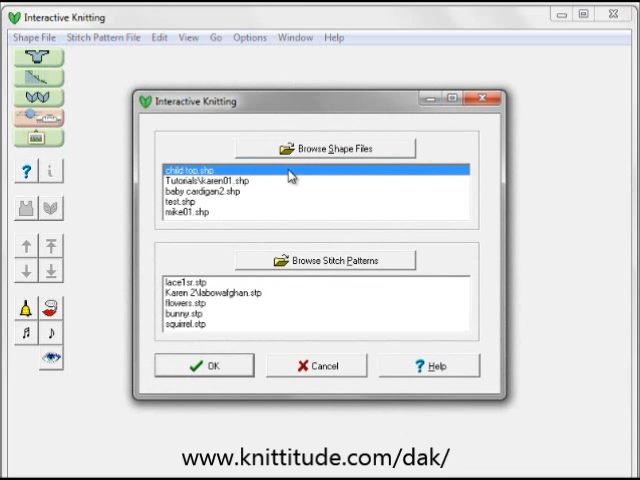 Interactive Knitting
Shape File Stitch Pattern File Edit View Go Options Window Help
Interactive Knitting
Browse Shape Files
child top.shp
Tutorials\karen01.shp
baby cardigan2.shp
test.shp
mike01.shp
Browse Stitch Patterns
lace1sr.stp
Karen 2\labowafghan.stp
flowers.stp
bunny.stp
squirrel.stp
OK Cancel Help
www.knittitude.com/dak/